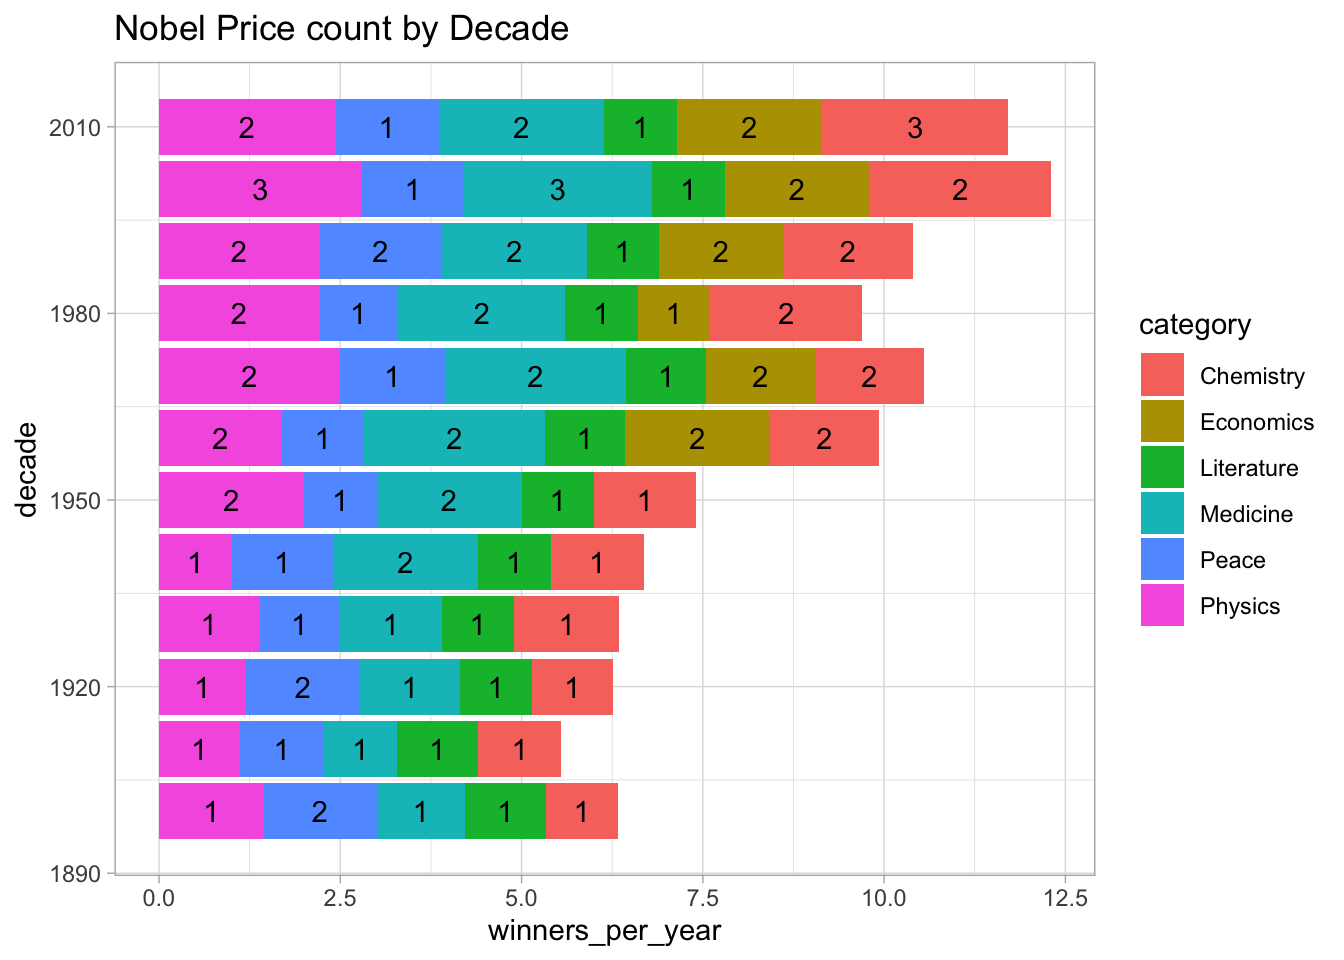 Nobel Price count by Decade
2010
2 1 2 1 2 3
3 1 3 1 2 2
2 2 2 1 2 2
1980
2 1 2 1 1 2
2 1 2 1 2 2
2 1 2 1 2 2
1950
2 1 2 1 1
1 1 2 1 1
1 1 1 1 1
1920
1 2 1 1 1
1 1 1 1 1
1 2 1 1 1
1890
decade
0.0 2.5 5.0 7.5 10.0 12.5
winners_per_year
category
Chemistry
Economics
Literature
Medicine
Peace
Physics